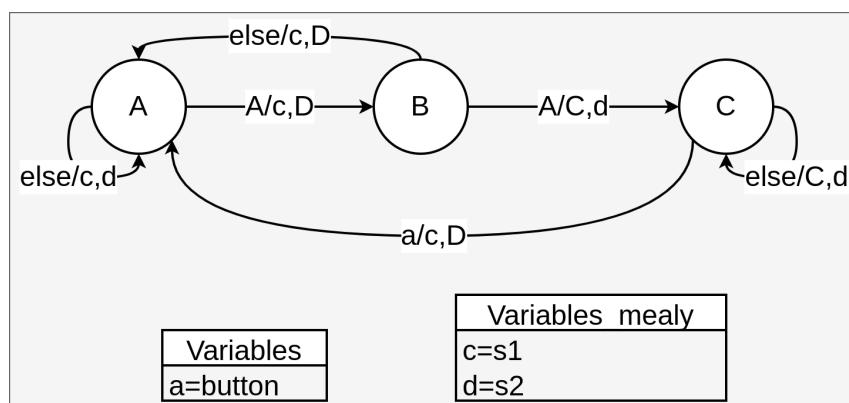 else/c,D
A
A/c,D
B
A/C,d
C
else/c,d
else/C,d
a/c,D
Variables
a=button
Variables mealy
c=s1
d=s2